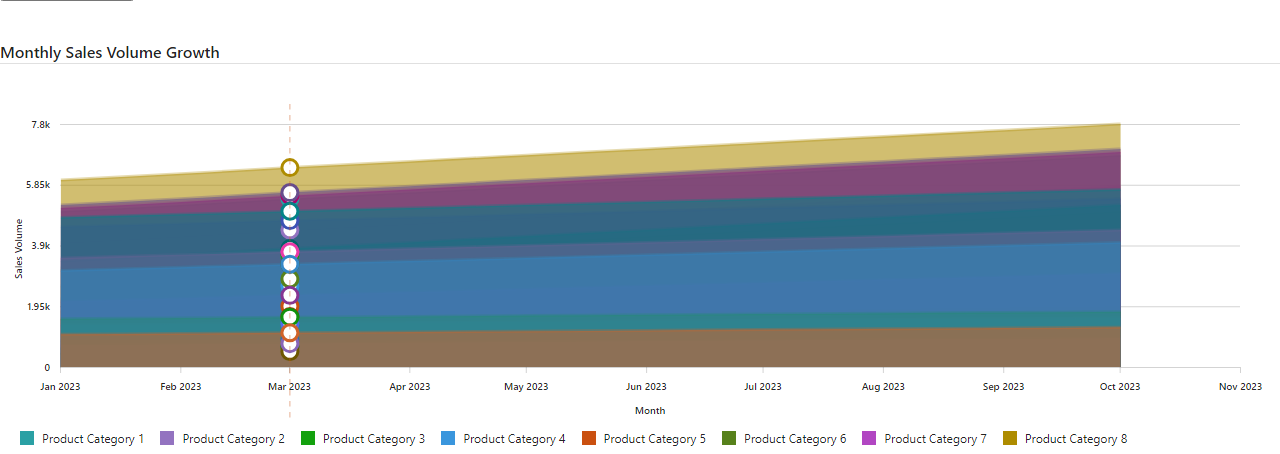 Monthly Sales Volume Growth
7.8k
5.85k
3.9k
1.95k
0
Sales Volume
Jan 2023 Feb 2023 Mar 2023 Apr 2023 May 2023 Jun 2023 Jul 2023 Aug 2023 Sep 2023 Oct 2023 Nov 2023
Month
Product Category 1 Product Category 2 Product Category 3 Product Category 4 Product Category 5 Product Category 6 Product Category 7 Product Category 8